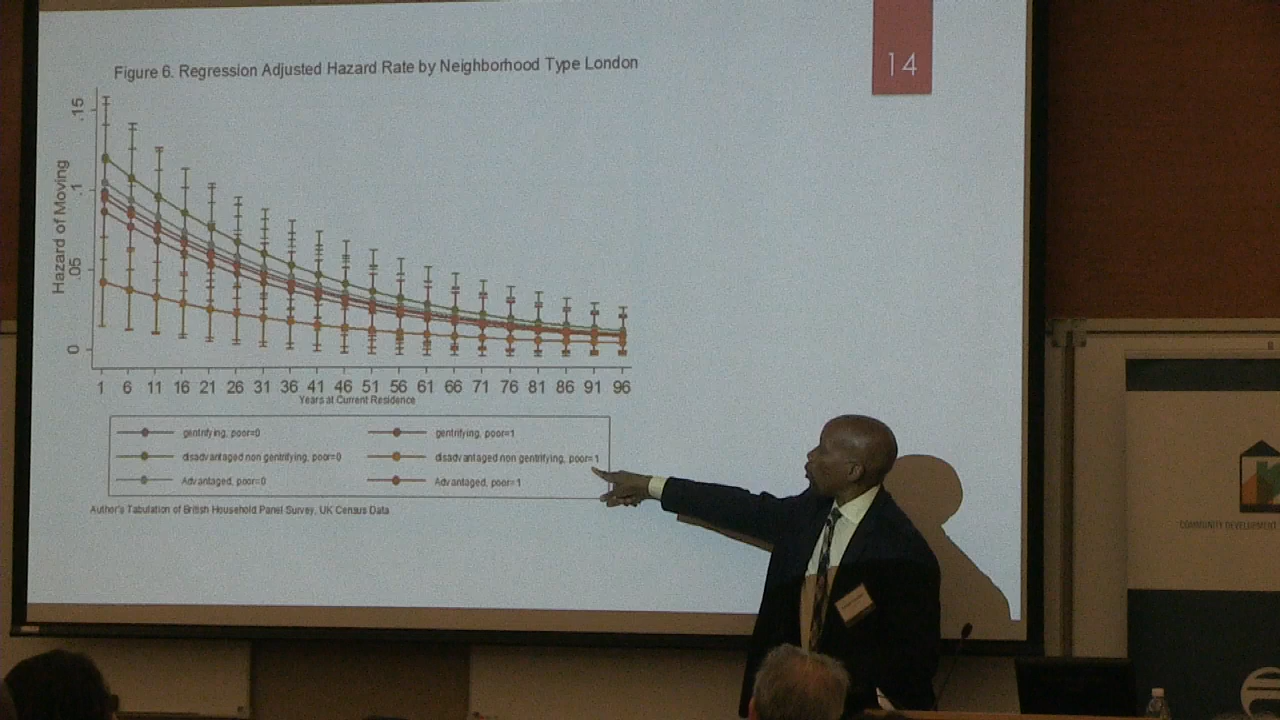 14
Figure 6. Regression Adjusted Hazard Rate by Neighborhood Type London
Hazard of Moving
.15
.1
.05
0
1 6 11 16 21 26 31 36 41 46 51 56 61 66 71 76 81 86 91 96
Years at Current Residence
gentrifying, poor=0 gentrifying, poor=1
disadvantaged non gentrifying, poor=0 disadvantaged non gentrifying, poor=1
Advantaged, poor=0 Advantaged, poor=1
Author's Tabulation of British Household Panel Survey, UK Census Data
COMMUNITY DEVELOPMENT